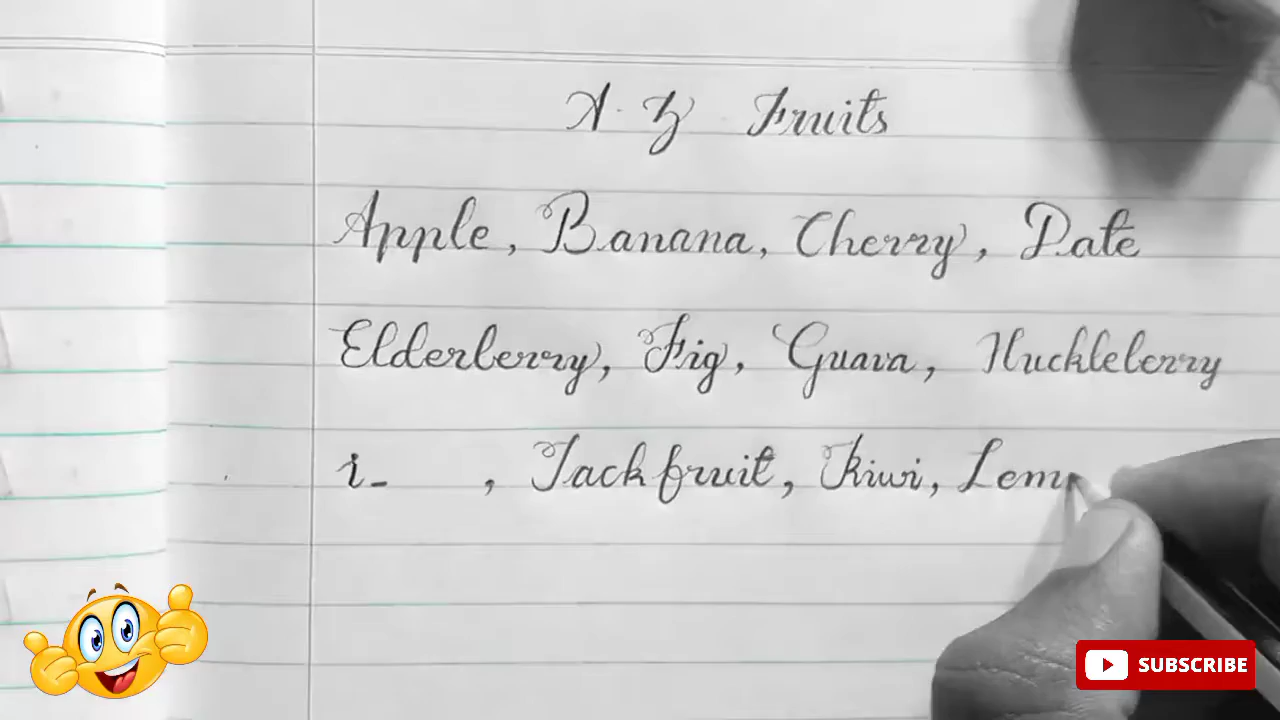 A-Z Fruits
Apple, Banana, Cherry, Date
Elderberry, Fig, Guava, Huckleberry
i- , Jackfruit, Kiwi, Lem
SUBSCRIBE